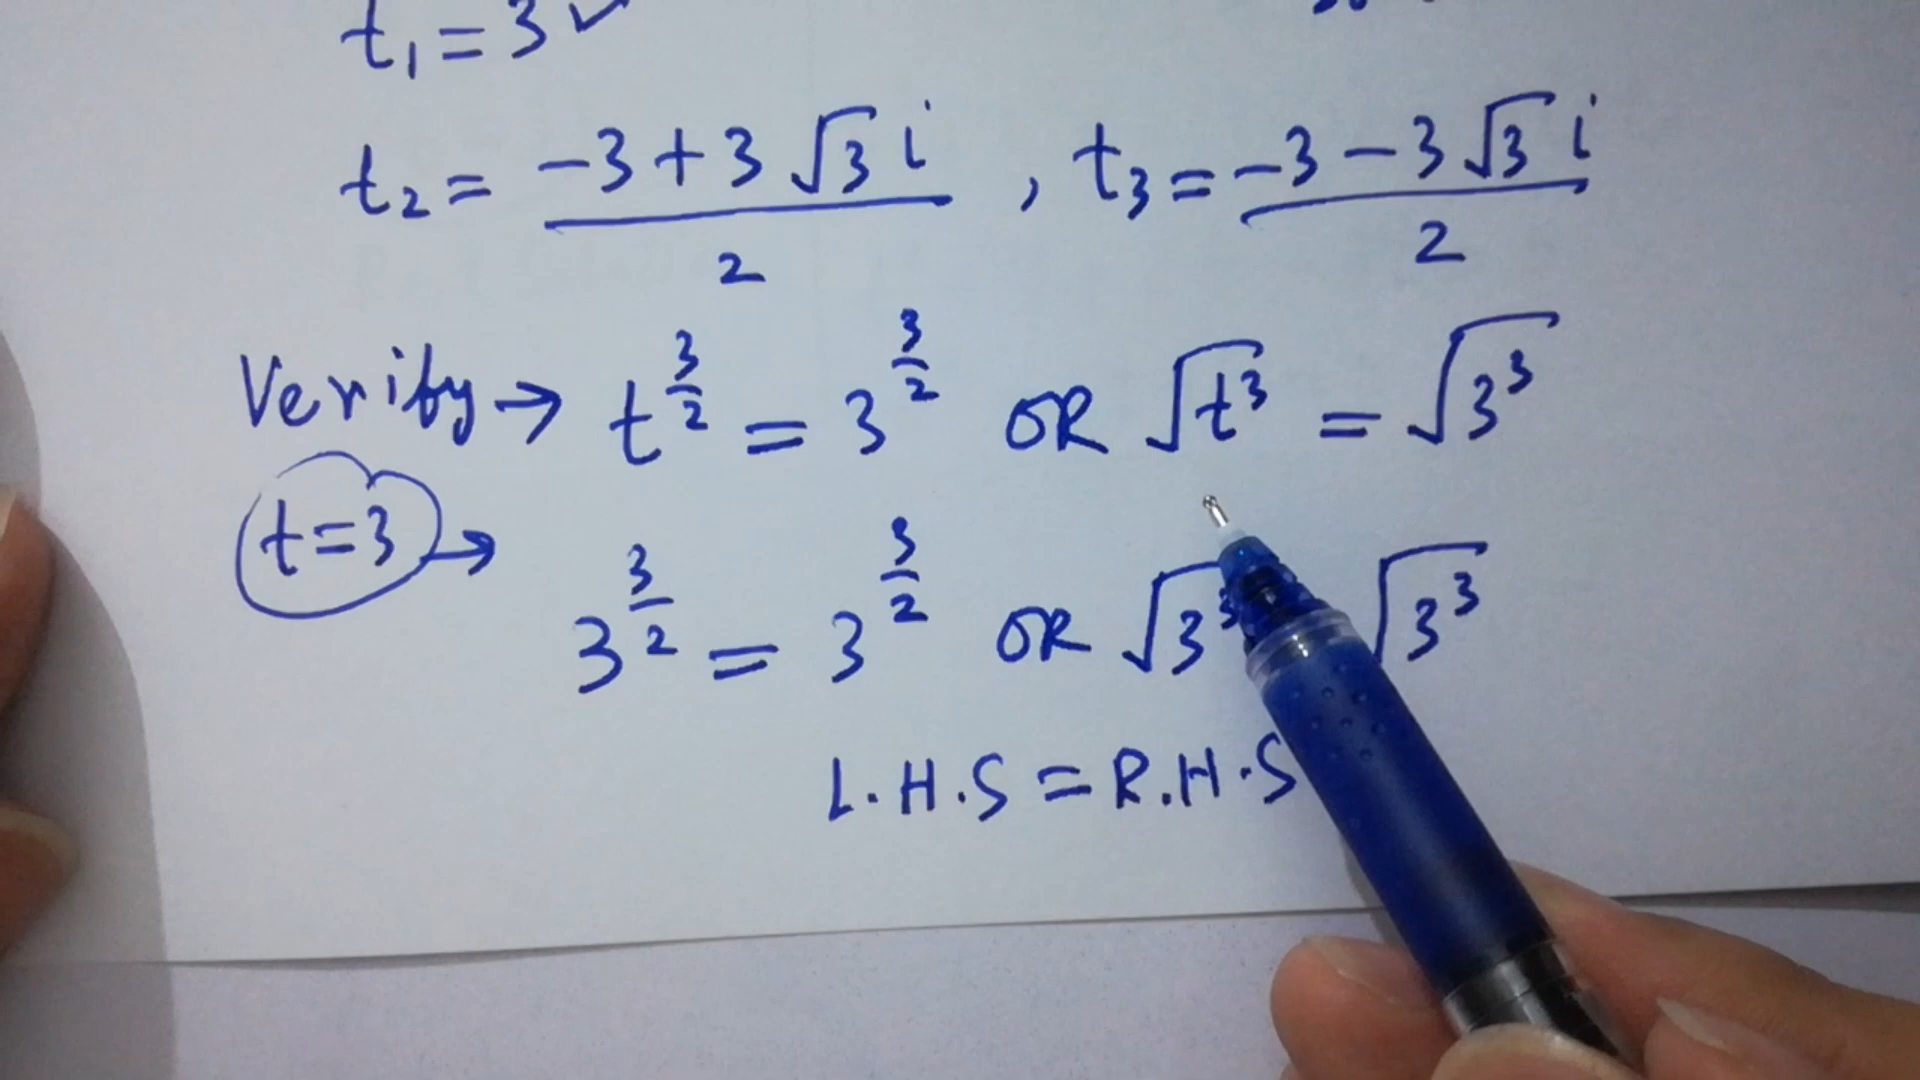 t₁ = 3 ✓
t₂ = (-3 + 3√3 i)/2 , t₃ = (-3 - 3√3 i)/2
Verify → t^(3/2) = 3^(3/2) OR √(t³) = √(3³)
t = 3 → 3^(3/2) = 3^(3/2) OR √(3³) √(3³)
L.H.S = R.H.S